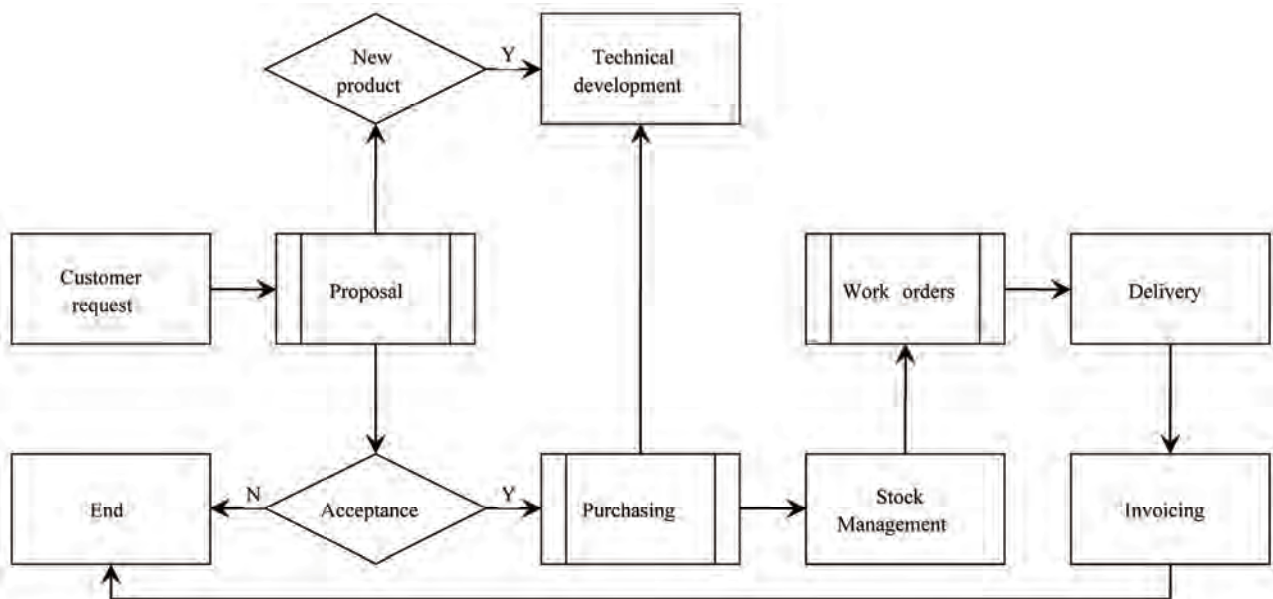 New
product
Y
Technical
development
Customer
request
Proposal
Work orders
Delivery
End
N
Acceptance
Y
Purchasing
Stock
Management
Invoicing